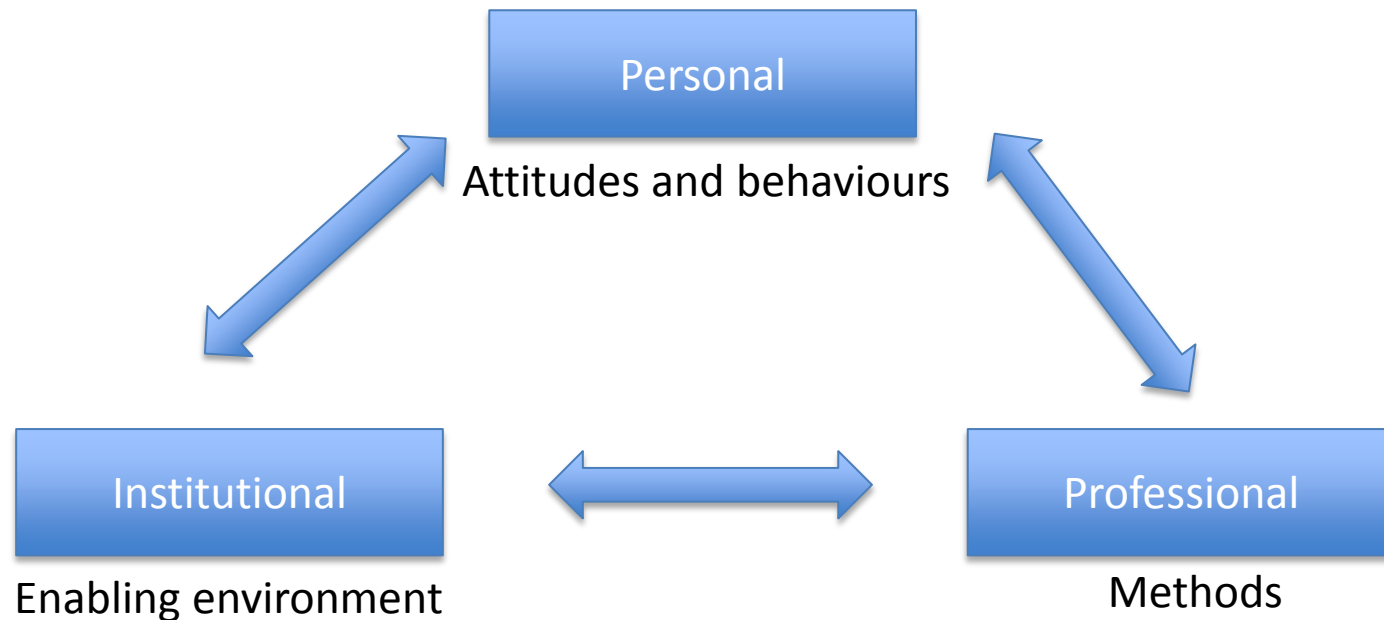 Personal
Attitudes and behaviours
Institutional
Professional
Enabling environment
Methods